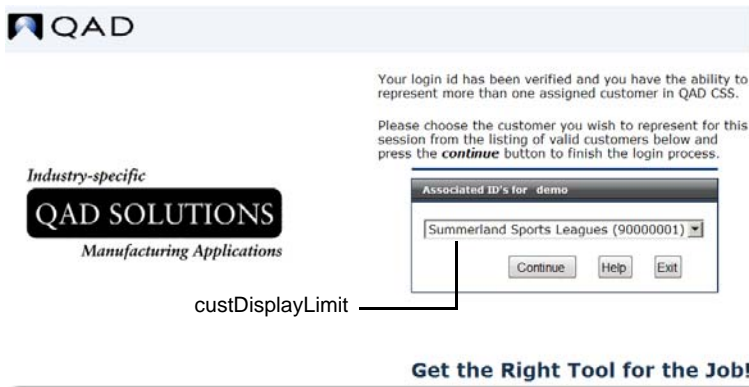 QAD
Your login id has been verified and you have the ability to
represent more than one assigned customer in QAD CSS.
Please choose the customer you wish to represent for this
session from the listing of valid customers below and
press the continue button to finish the login process.
Industry-specific
QAD SOLUTIONS
Manufacturing Applications
Associated ID's for demo
Summerland Sports Leagues (90000001)
Continue Help Exit
custDisplayLimit
Get the Right Tool for the Job!